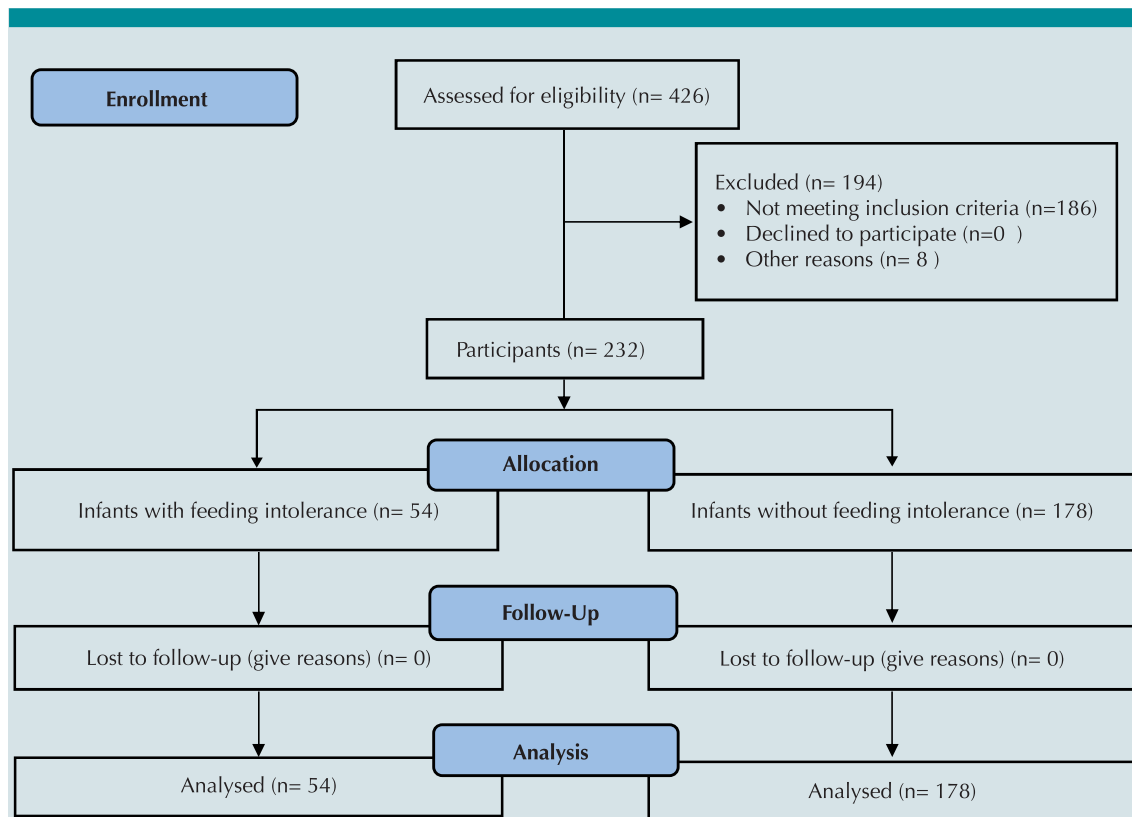 Enrollment
Assessed for eligibility (n= 426)
Excluded (n= 194)
• Not meeting inclusion criteria (n=186)
• Declined to participate (n=0  )
• Other reasons (n= 8 )
Participants (n= 232)
Allocation
Infants with feeding intolerance (n= 54)
Infants without feeding intolerance (n= 178)
Follow-Up
Lost to follow-up (give reasons) (n= 0)
Lost to follow-up (give reasons) (n= 0)
Analysis
Analysed (n= 54)
Analysed (n= 178)